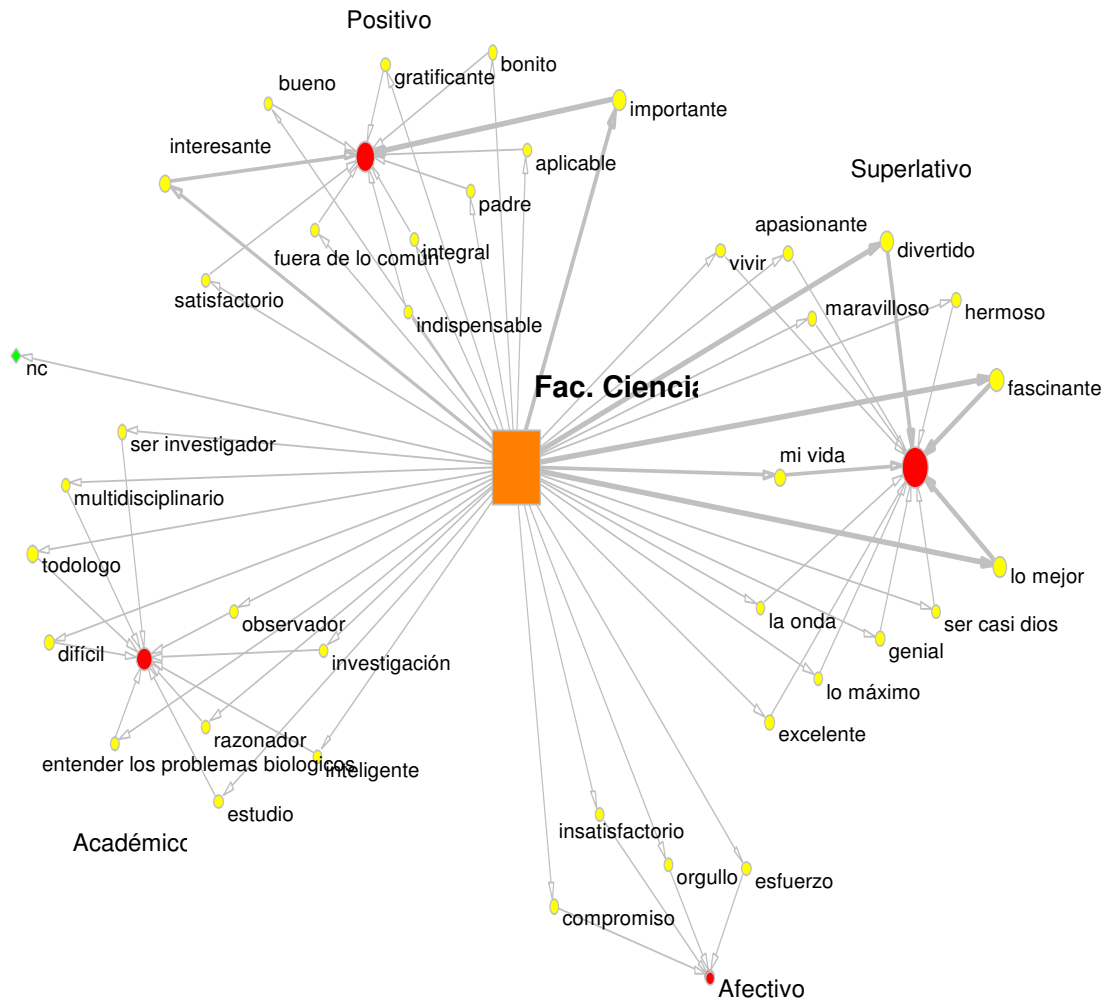 Positivo
bonito
gratificante
bueno
importante
interesante
aplicable
Superlativo
padre
apasionante
divertido
integral
fuera de lo común
vivir
satisfactorio
maravilloso
hermoso
indispensable
nc
Fac. Ciencia
fascinante
ser investigador
mi vida
multidisciplinario
todologo
lo mejor
observador
la onda
ser casi dios
difícil
investigación
genial
lo máximo
razonador
excelente
entender los problemas biologicos
inteligente
estudio
insatisfactorio
Académico
orgullo
esfuerzo
compromiso
Afectivo